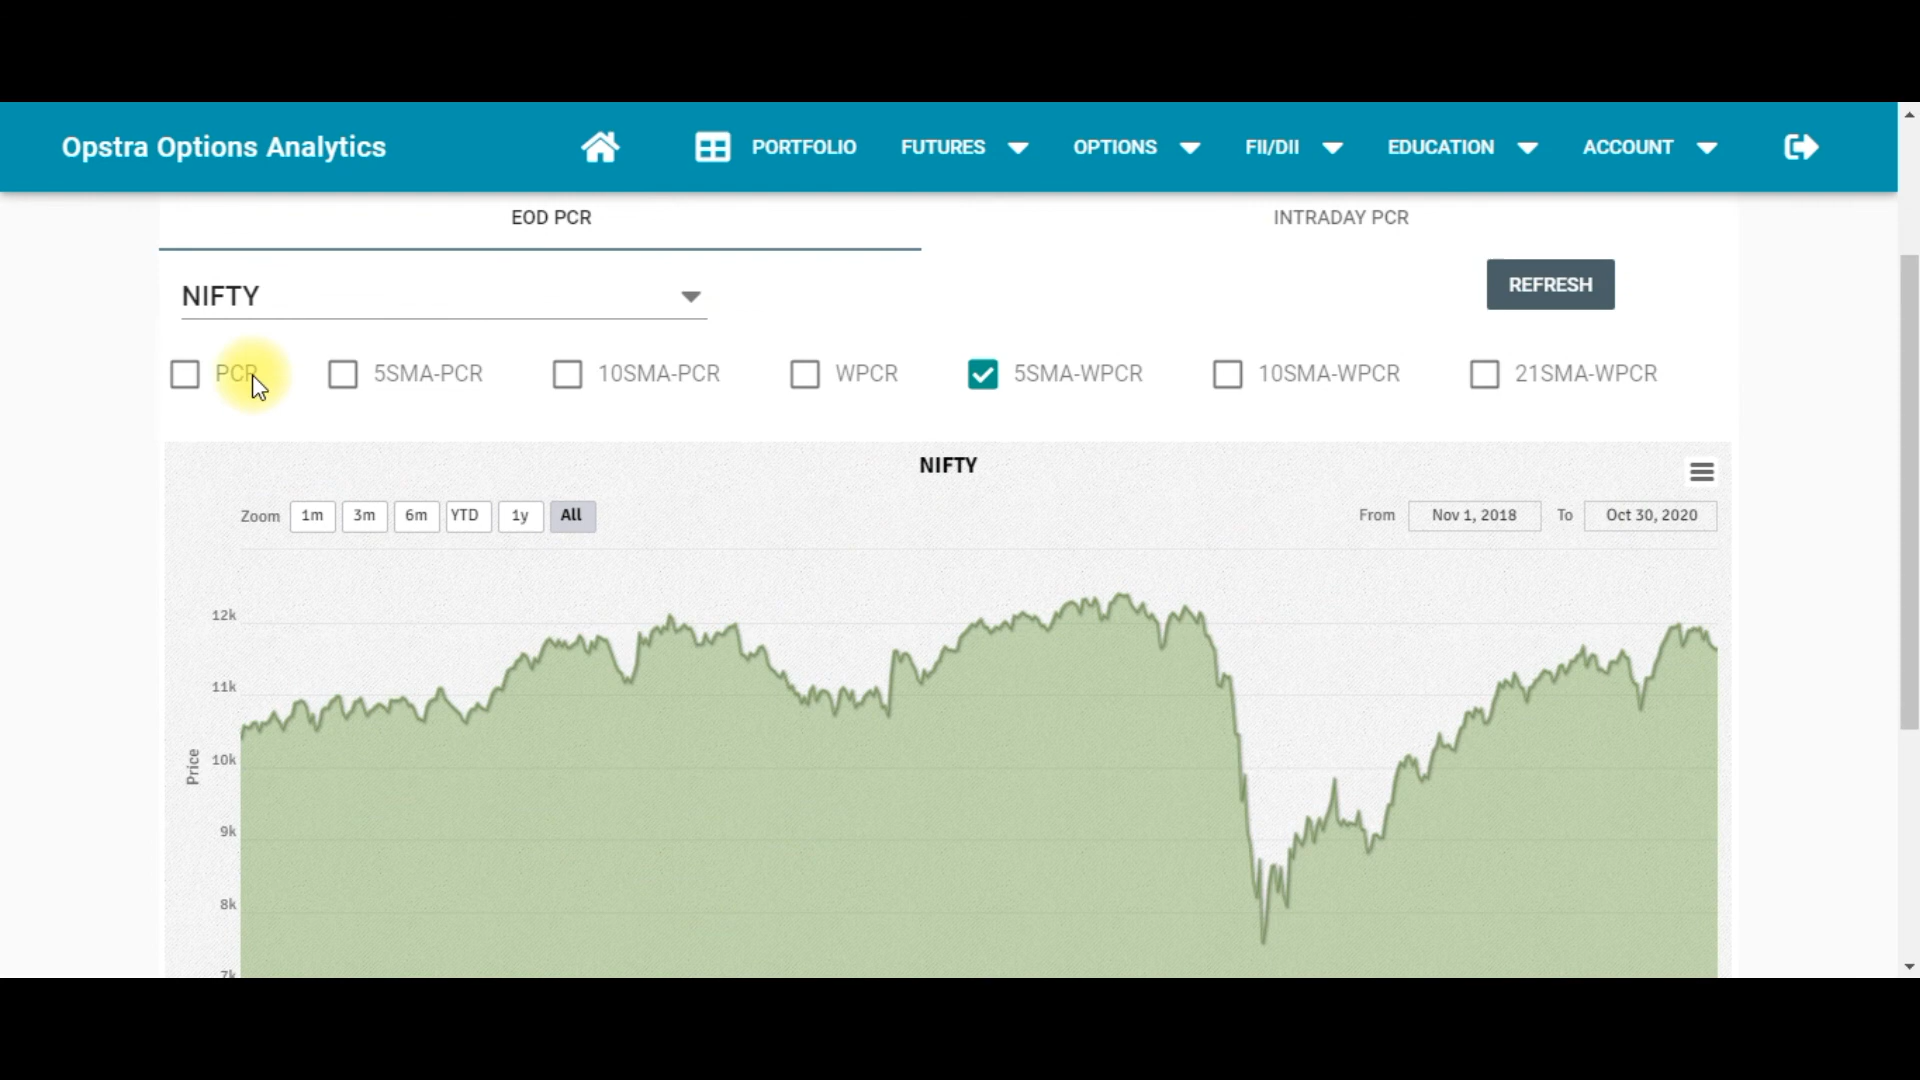 Opstra Options Analytics
PORTFOLIO FUTURES OPTIONS FII/DII EDUCATION ACCOUNT
EOD PCR INTRADAY PCR
NIFTY REFRESH
PCR 5SMA-PCR 10SMA-PCR WPCR 5SMA-WPCR 10SMA-WPCR 21SMA-WPCR
NIFTY
Zoom 1m 3m 6m YTD 1y All From Nov 1, 2018 To Oct 30, 2020
12k
11k
10k
Price
9k
8k
7k